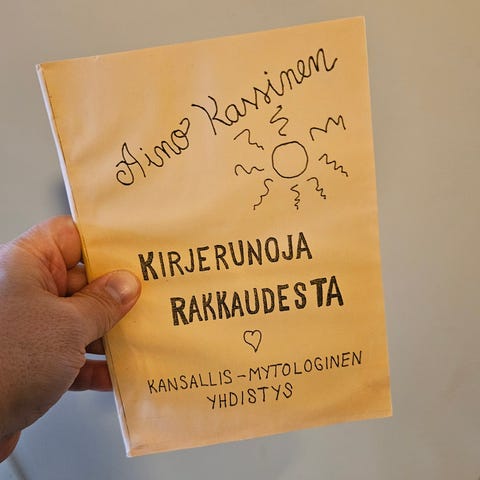 Aino Kassinen
KIRJERUNOJA
RAKKAUDESTA
KANSALLIS-MYTOLOGINEN
YHDISTYS